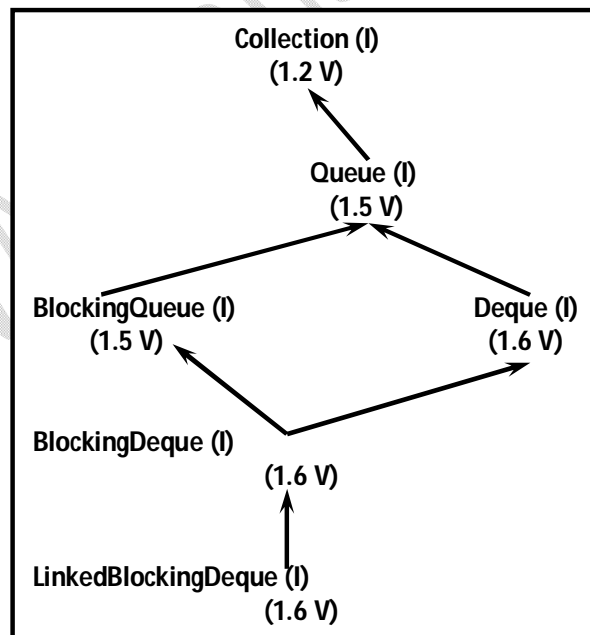 Collection (I)
(1.2 V)
Queue (I)
(1.5 V)
BlockingQueue (I)
(1.5 V)
Deque (I)
(1.6 V)
BlockingDeque (I)
(1.6 V)
LinkedBlockingDeque (I)
(1.6 V)